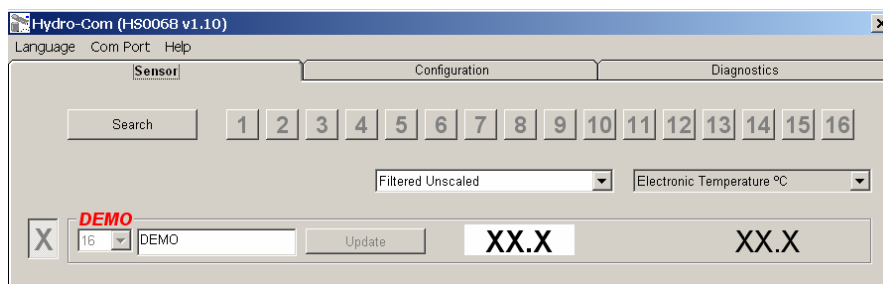 Hydro-Com (HS0068 v1.10)
Language Com Port Help
Sensor Configuration Diagnostics
Search 1 2 3 4 5 6 7 8 9 10 11 12 13 14 15 16
Filtered Unscaled Electronic Temperature ºC
DEMO
X 16 DEMO Update XX.X XX.X